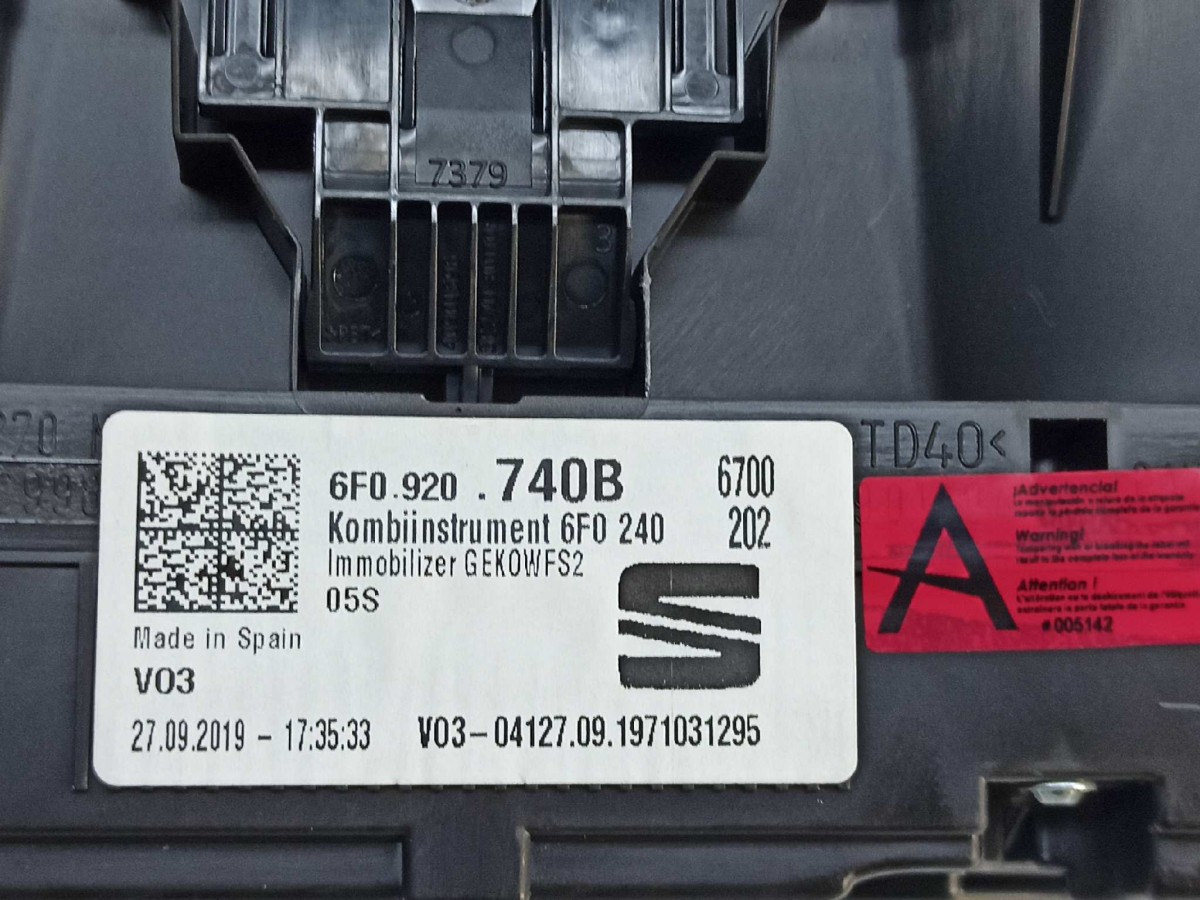 7379
3
TD40<
6F0.920 .740B 6700
Kombiinstrument 6F0 240 202
Immobilizer GEKOWFS2
05S
Made in Spain
V03
27.09.2019 - 17:35:33 V03-04127.09.1971031295
A
¡Advertencia!
Warning!
Attention !
#005142